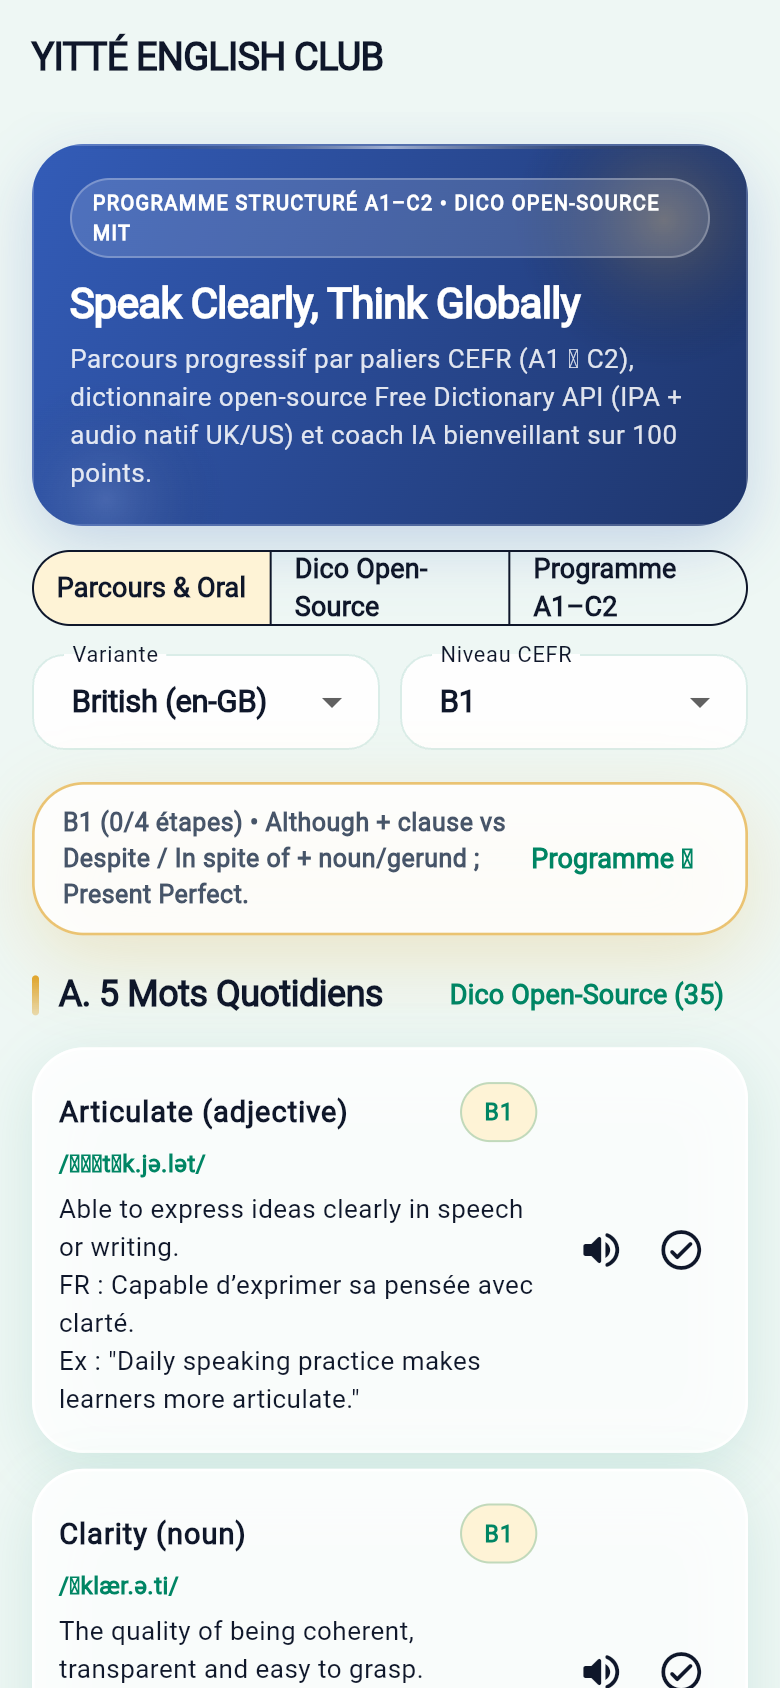 YITTÉ ENGLISH CLUB
PROGRAMME STRUCTURÉ A1–C2 • DICO OPEN-SOURCE
MIT
Speak Clearly, Think Globally
Parcours progressif par paliers CEFR (A1 □ C2),
dictionnaire open-source Free Dictionary API (IPA +
audio natif UK/US) et coach IA bienveillant sur 100
points.
Parcours & Oral
Dico Open-
Source
Programme
A1–C2
Variante
British (en-GB)
Niveau CEFR
B1
B1 (0/4 étapes) • Although + clause vs
Despite / In spite of + noun/gerund ;
Present Perfect.
Programme □
A. 5 Mots Quotidiens
Dico Open-Source (35)
Articulate (adjective)
B1
/□□□t□k.jə.lət/
Able to express ideas clearly in speech
or writing.
FR : Capable d’exprimer sa pensée avec
clarté.
Ex : "Daily speaking practice makes
learners more articulate."
Clarity (noun)
B1
/□klær.ə.ti/
The quality of being coherent,
transparent and easy to grasp.